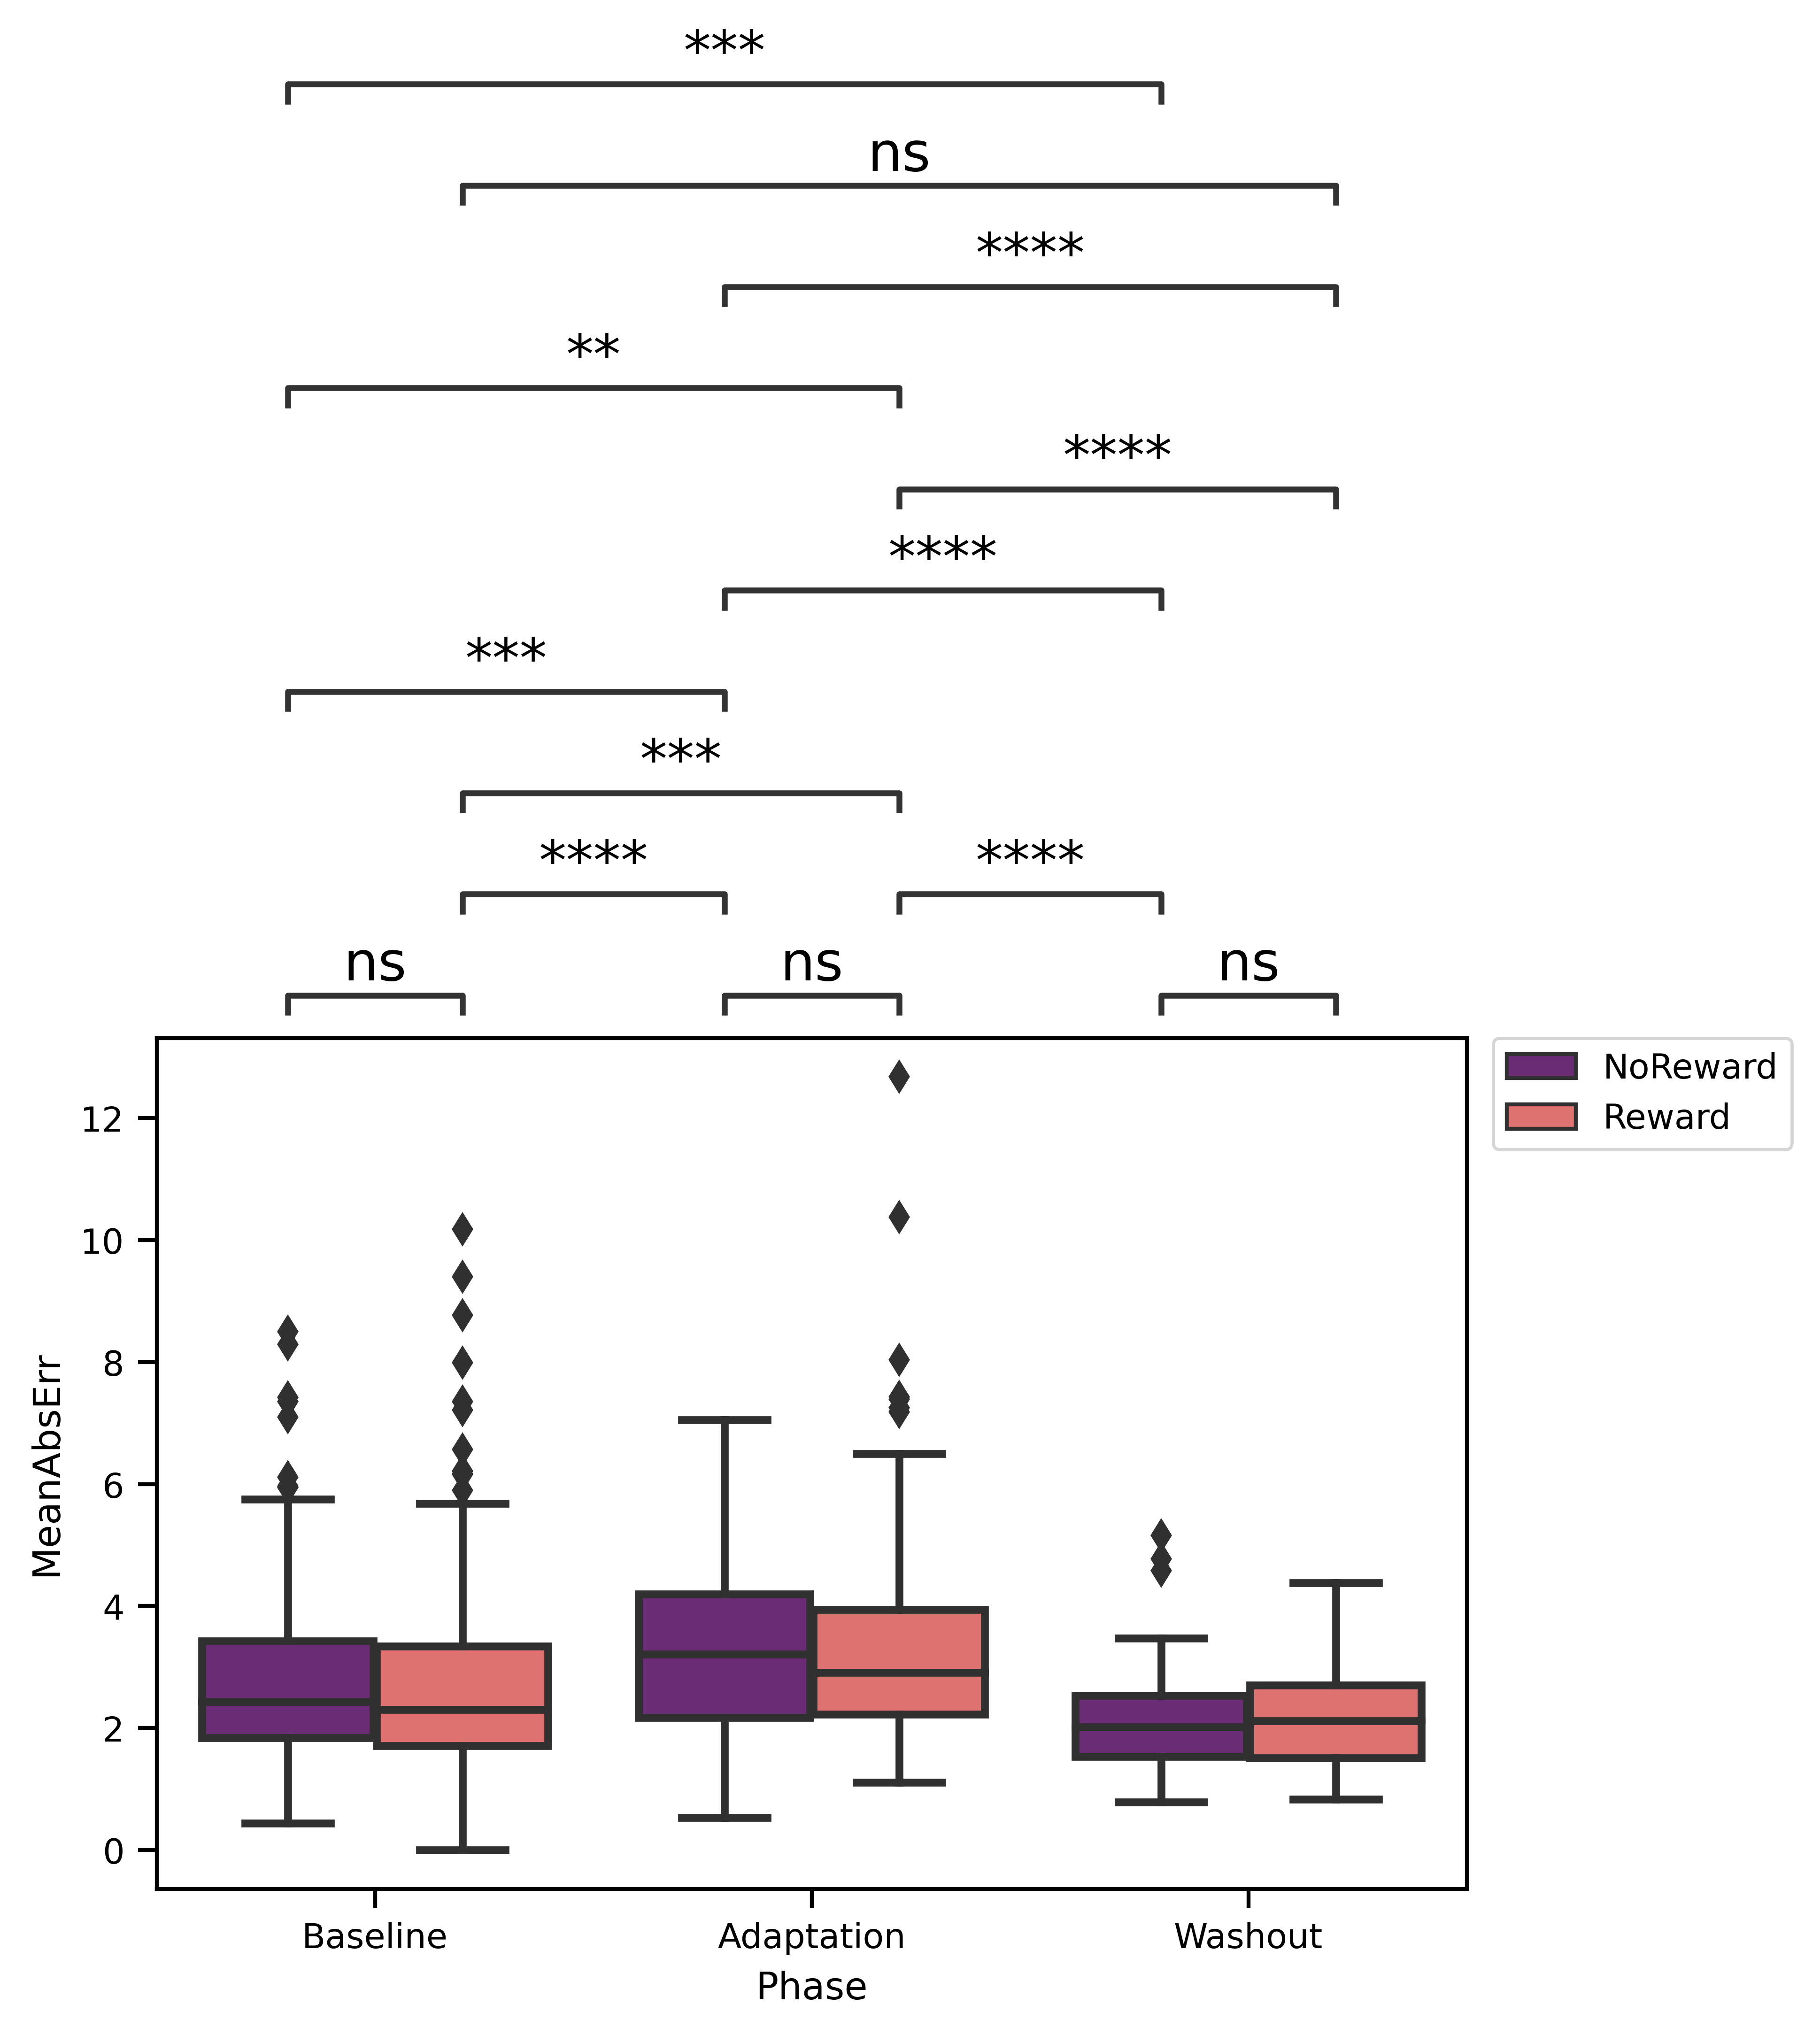 ***
ns
****
**
****
****
***
***
**** ****
ns ns ns
NoReward
Reward
12
10
8
6
4
2
0
MeanAbsErr
Baseline Adaptation Washout
Phase